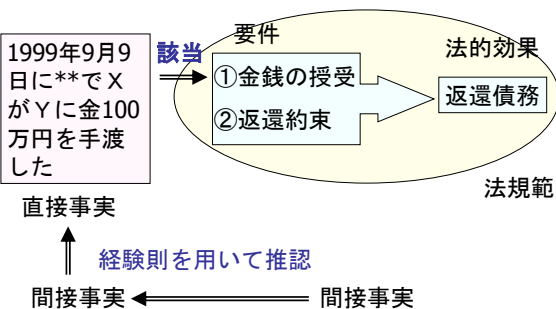 1999年9月9
日に**でX
がYに金100
万円を手渡
した
該当
要件
①金銭の授受
②返還約束
法的効果
返還債務
法規範
直接事実
経験則を用いて推認
間接事実
間接事実